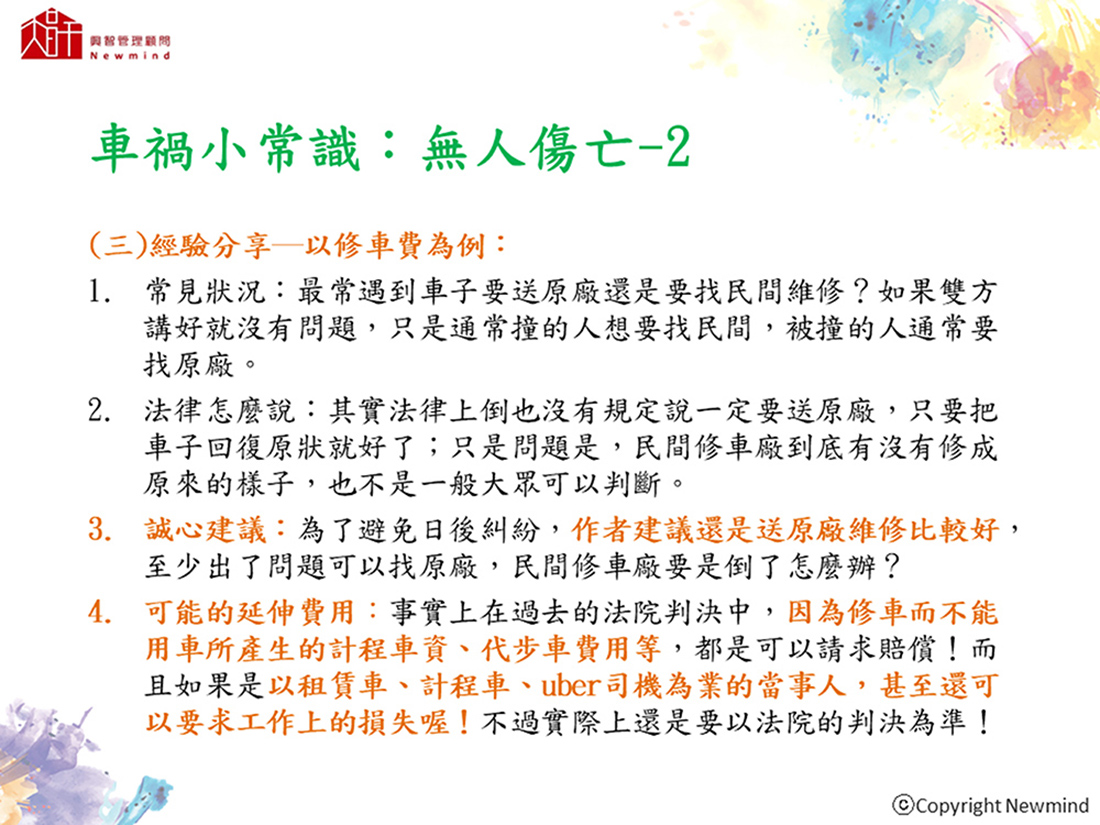 興智管理顧問
Newmind
車禍小常識：無人傷亡-2
(三)經驗分享─以修車費為例：
1. 常見狀況：最常遇到車子要送原廠還是要找民間維修？如果雙方
講好就沒有問題，只是通常撞的人想要找民間，被撞的人通常要
找原廠。
2. 法律怎麼說：其實法律上倒也沒有規定說一定要送原廠，只要把
車子回復原狀就好了；只是問題是，民間修車廠到底有沒有修成
原來的樣子，也不是一般大眾可以判斷。
3. 誠心建議：為了避免日後糾紛，作者建議還是送原廠維修比較好，
至少出了問題可以找原廠，民間修車廠要是倒了怎麼辦？
4. 可能的延伸費用：事實上在過去的法院判決中，因為修車而不能
用車所產生的計程車資、代步車費用等，都是可以請求賠償！而
且如果是以租賃車、計程車、uber司機為業的當事人，甚至還可
以要求工作上的損失喔！不過實際上還是要以法院的判決為準！
ⓒCopyright Newmind